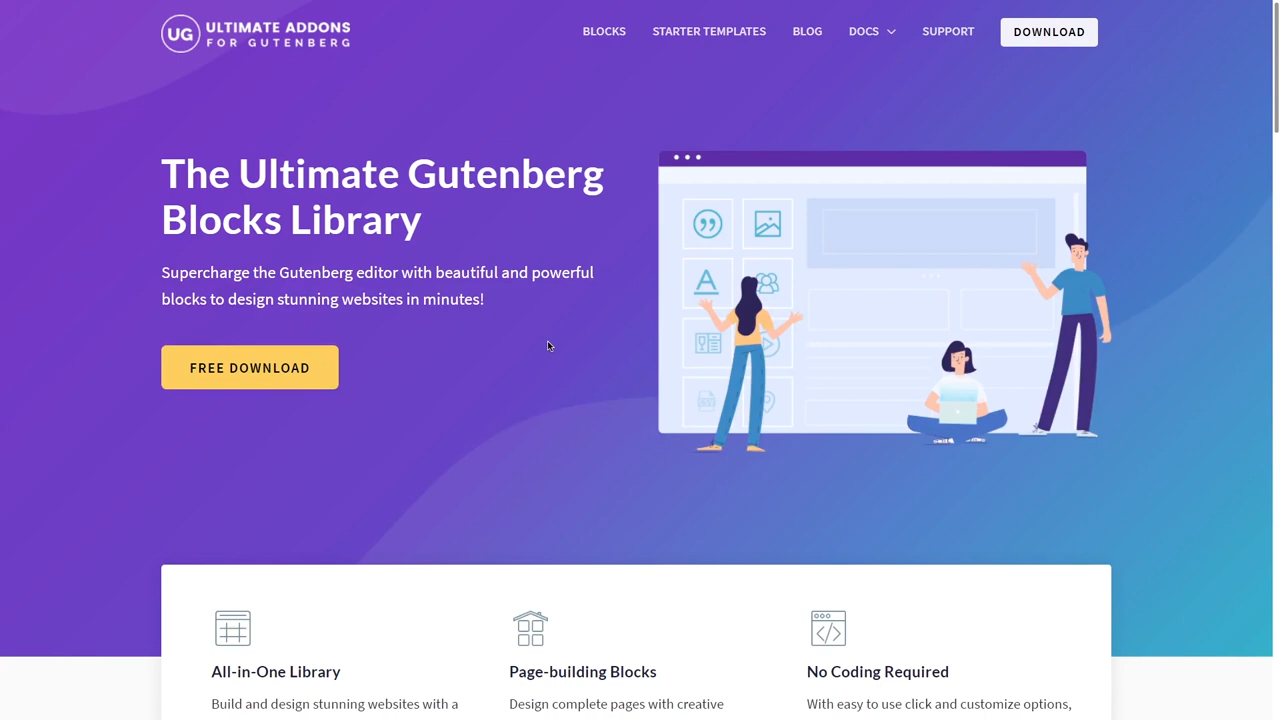 UG ULTIMATE ADDONS
FOR GUTENBERG
BLOCKS STARTER TEMPLATES BLOG DOCS SUPPORT DOWNLOAD
The Ultimate Gutenberg
Blocks Library
Supercharge the Gutenberg editor with beautiful and powerful
blocks to design stunning websites in minutes!
FREE DOWNLOAD
All-in-One Library
Build and design stunning websites with a
Page-building Blocks
Design complete pages with creative
No Coding Required
With easy to use click and customize options,